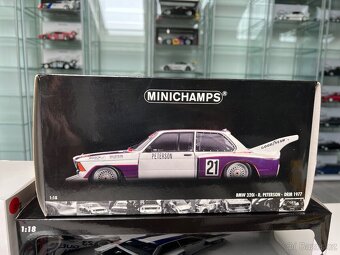 MINICHAMPS
PETERSON
21
GOODYEAR
1:18
BMW 320i - R. PETERSON - DRM 1977
1:18